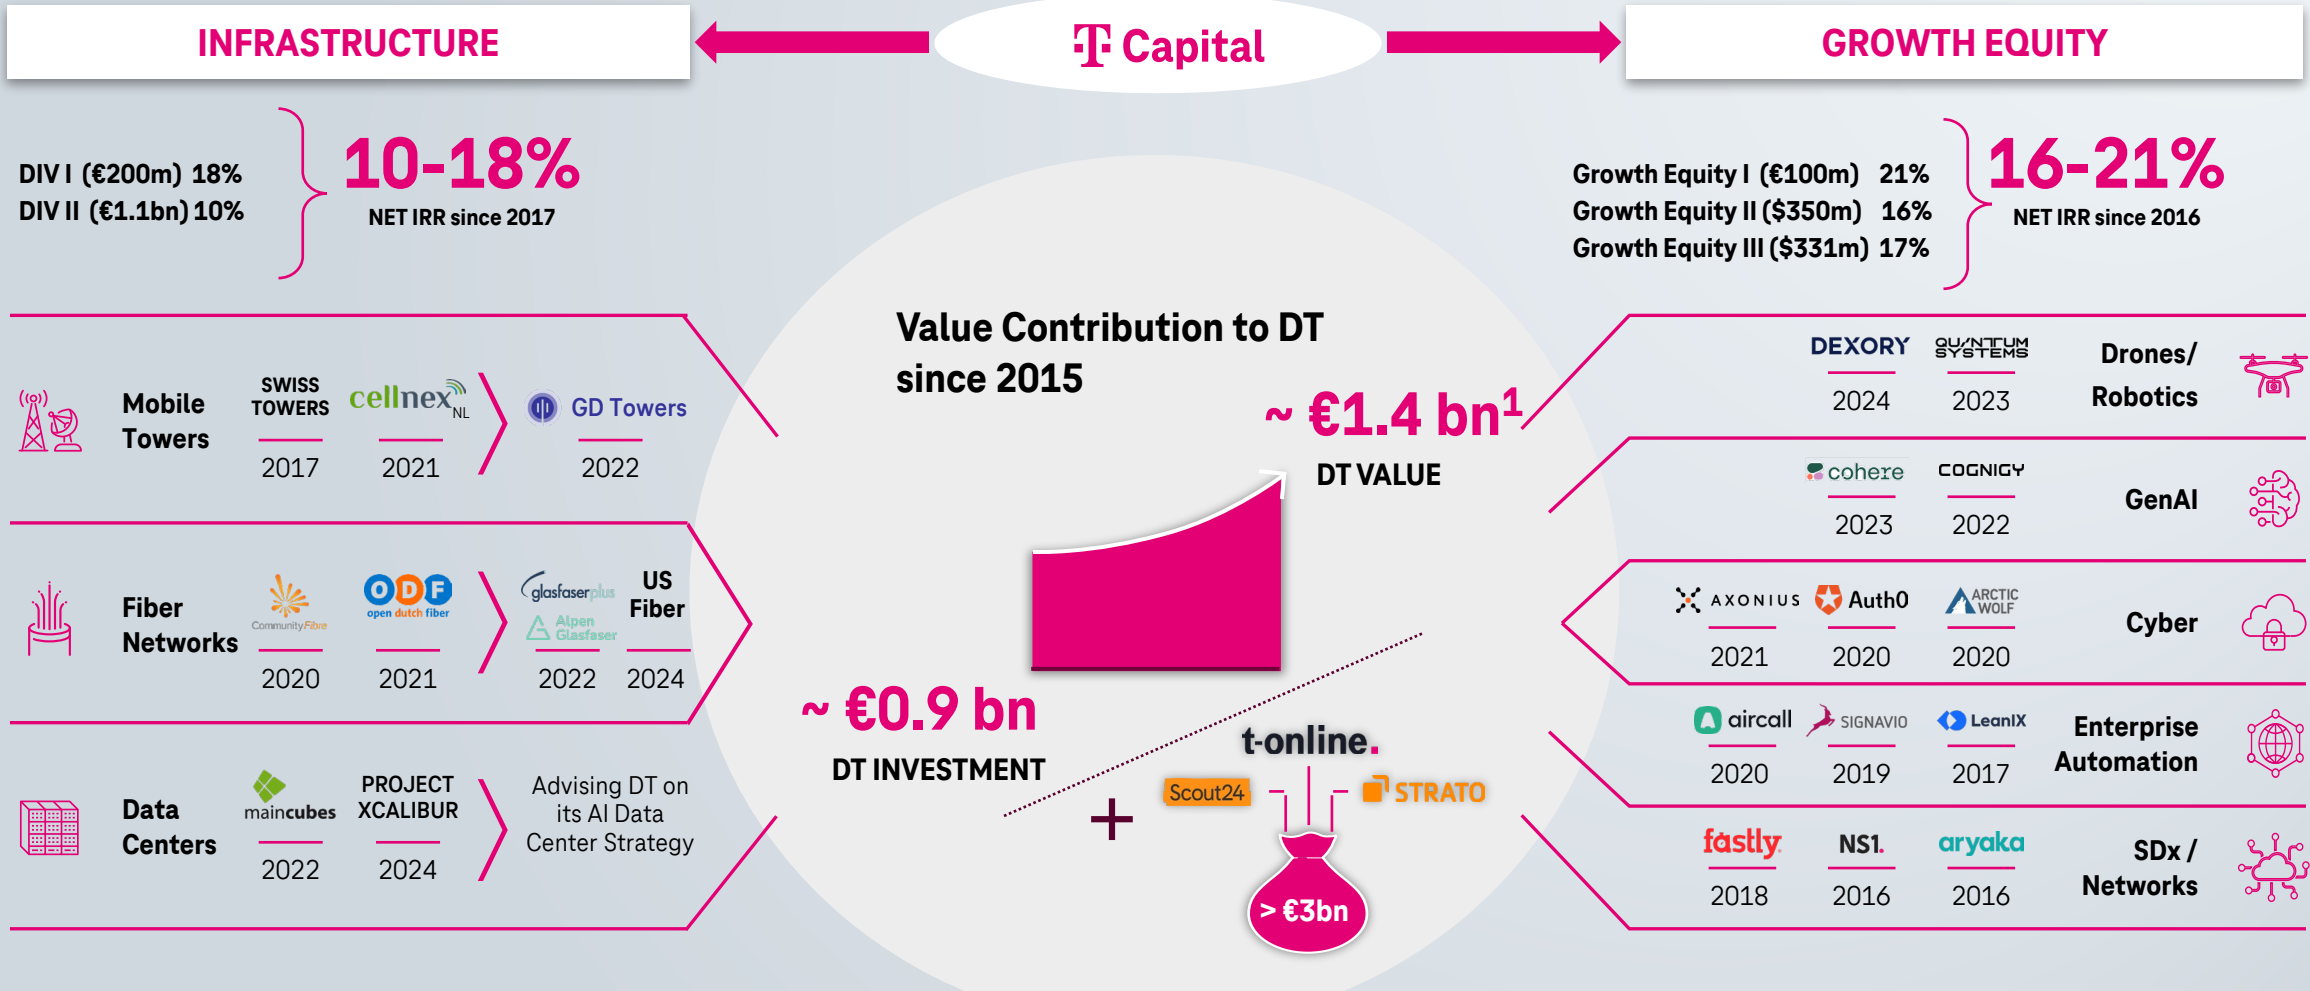 INFRASTRUCTURE
T Capital
GROWTH EQUITY
DIV I (€200m) 18%
DIV II (€1.1bn) 10%
10-18%
NET IRR since 2017
Growth Equity I (€100m) 21%
Growth Equity II ($350m) 16%
Growth Equity III ($331m) 17%
16-21%
NET IRR since 2016
Mobile
Towers
SWISS
TOWERS
2017
cellnex NL
2021
GD Towers
2022
Fiber
Networks
Community Fibre
2020
ODF
open dutch fiber
2021
glasfaserplus
Alpen
Glasfaser
2022
US
Fiber
2024
Data
Centers
maincubes
2022
PROJECT
XCALIBUR
2024
Advising DT on
its AI Data
Center Strategy
Value Contribution to DT
since 2015
~ €1.4 bn1
DT VALUE
~ €0.9 bn
DT INVESTMENT
+
t-online.
Scout24
STRATO
> €3bn
DEXORY
2024
QUANTUM
SYSTEMS
2023
Drones/
Robotics
cohere
2023
COGNIGY
2022
GenAI
AXONIUS
2021
Auth0
2020
ARCTIC
WOLF
2020
Cyber
aircall
2020
SIGNAVIO
2019
LeanIX
2017
Enterprise
Automation
fastly
2018
NS1.
2016
aryaka
2016
SDx /
Networks